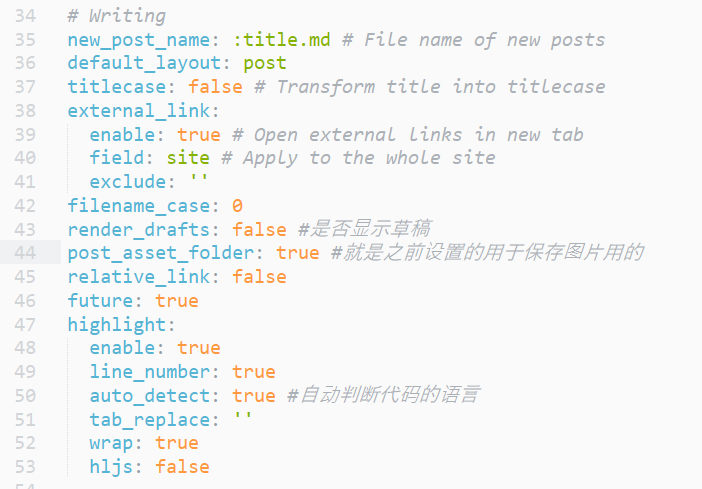 34 # Writing
35 new_post_name: :title.md # File name of new posts
36 default_layout: post
37 titlecase: false # Transform title into titlecase
38 external_link:
39   enable: true # Open external links in new tab
40   field: site # Apply to the whole site
41   exclude: ''
42 filename_case: 0
43 render_drafts: false #是否显示草稿
44 post_asset_folder: true #就是之前设置的用于保存图片用的
45 relative_link: false
46 future: true
47 highlight:
48   enable: true
49   line_number: true
50   auto_detect: true #自动判断代码的语言
51   tab_replace: ''
52   wrap: true
53   hljs: false
54